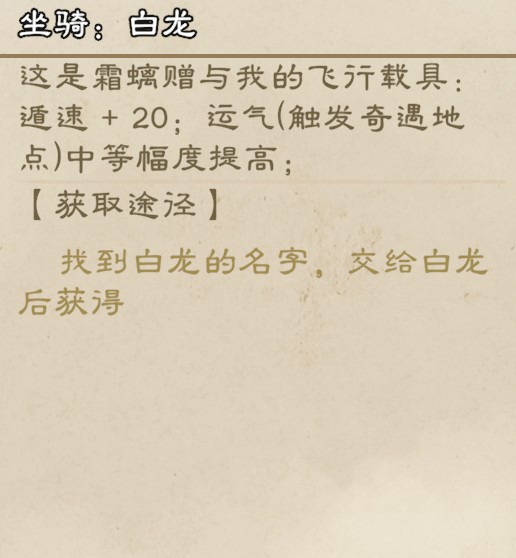 坐骑：白龙
这是霜螭赠与我的飞行载具：
遁速 + 20；运气(触发奇遇地
点)中等幅度提高；
【获取途径】
找到白龙的名字，交给白龙
后获得